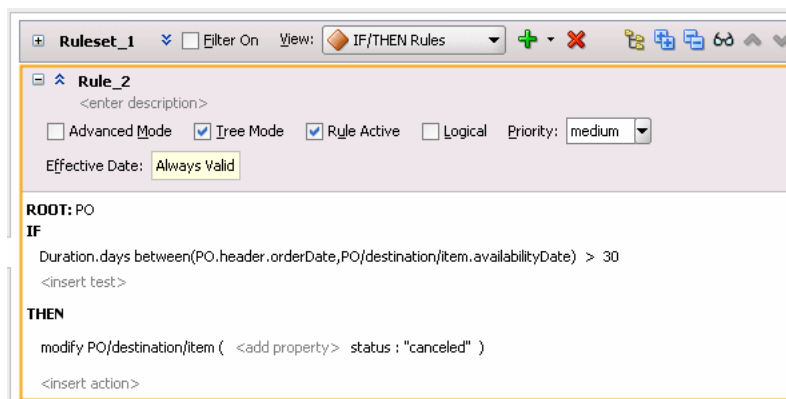 Ruleset_1 Filter On View: IF/THEN Rules
Rule_2
<enter description>
Advanced Mode Tree Mode Rule Active Logical Priority: medium
Effective Date: Always Valid
ROOT: PO
IF
Duration.days between(PO.header.orderDate,PO/destination/item.availabilityDate) > 30
<insert test>
THEN
modify PO/destination/item ( <add property> status : "canceled" )
<insert action>